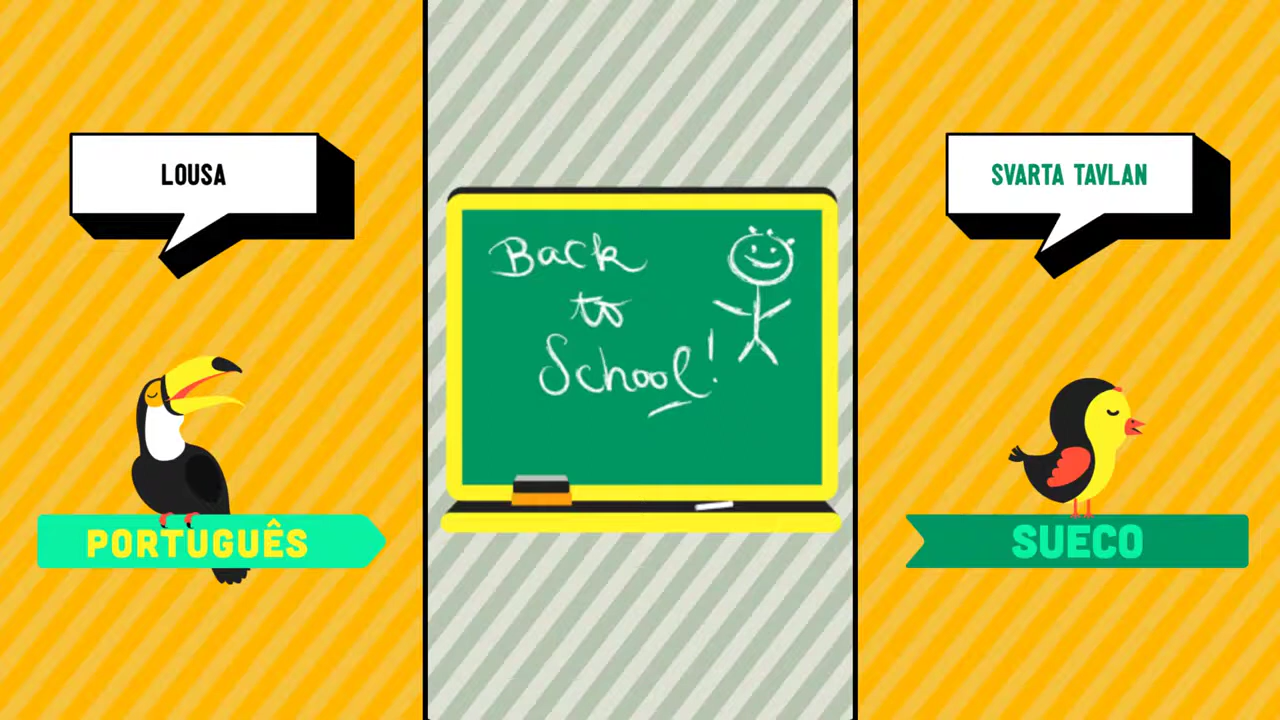 LOUSA
PORTUGUÊS
Back
to
School!
SVARTA TAVLAN
SUECO